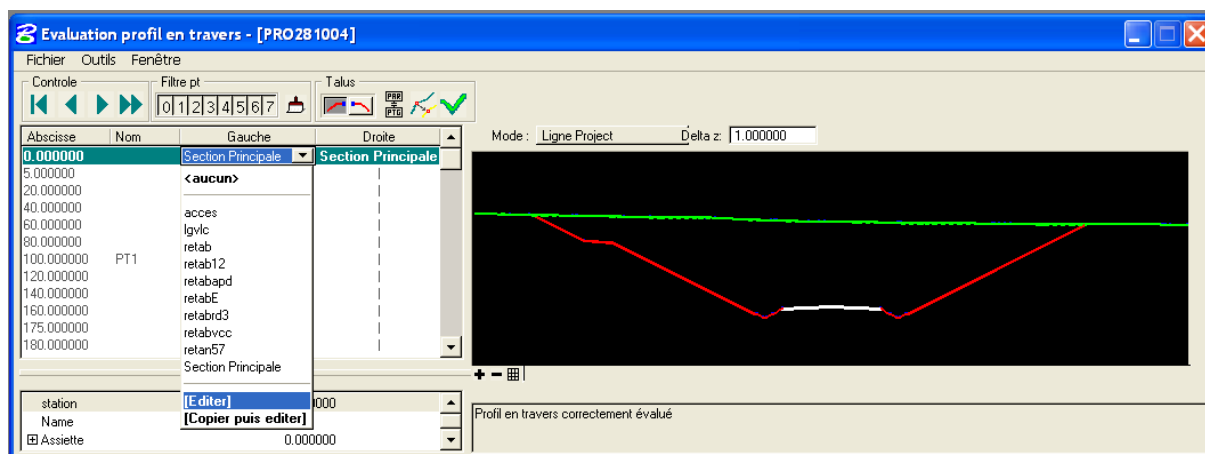 Evaluation profil en travers - [PRO281004]
Fichier Outils Fenêtre
Controle Filtre pt Talus
0 1 2 3 4 5 6 7 PAR = PTG
Abscisse Nom Gauche Droite
Mode : Ligne Project Delta z: 1.000000
0.000000 Section Principale Section Principale
5.000000
<aucun>
20.000000
40.000000
acces
60.000000
lgvlc
80.000000
retab
100.000000 PT1
retab12
120.000000
retabapd
140.000000
retabE
160.000000
retabrd3
175.000000
retabvcc
180.000000
retan57
Section Principale
[Editer]
[Copier puis editer]
station 000
Name
Assiette 0.000000
Profil en travers correctement évalué